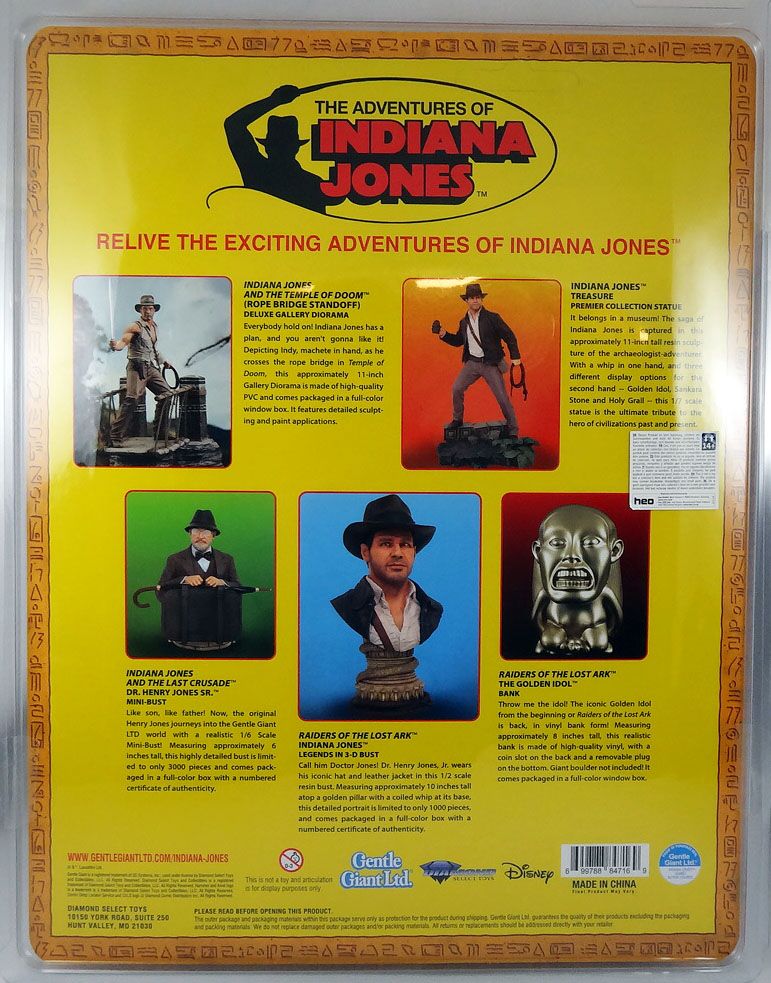 THE ADVENTURES OF
INDIANA
JONES™
RELIVE THE EXCITING ADVENTURES OF INDIANA JONES™
INDIANA JONES
AND THE TEMPLE OF DOOM™
(ROPE BRIDGE STANDOFF)
DELUXE GALLERY DIORAMA
Everybody hold on! Indiana Jones has a
plan, and you aren't gonna like it!
Depicting Indy, machete in hand, as he
crosses the rope bridge in Temple of
Doom, this approximately 11-inch
Gallery Diorama is made of high-quality
PVC and comes packaged in a full-color
window box. It features detailed sculpt-
ing and paint applications.
INDIANA JONES™
TREASURE
PREMIER COLLECTION STATUE
It belongs in a museum! The saga of
Indiana Jones is captured in this
approximately 11-inch tall resin sculp-
ture of the archaeologist-adventurer.
With a whip in one hand, and three
different display options for the
second hand -- Golden Idol, Sankara
Stone and Holy Grail -- this 1/7 scale
statue is the ultimate tribute to the
hero of civilizations past and present.
14+
heo
INDIANA JONES
AND THE LAST CRUSADE™
DR. HENRY JONES SR.™
MINI-BUST
Like son, like father! Now, the original
Henry Jones journeys into the Gentle Giant
LTD world with a realistic 1/6 Scale
Mini-Bust! Measuring approximately 6
inches tall, this highly detailed bust is limit-
ed to only 3000 pieces and comes pack-
aged in a full-color box with a numbered
certificate of authenticity.
RAIDERS OF THE LOST ARK™
INDIANA JONES™
LEGENDS IN 3-D BUST
Call him Doctor Jones! Dr. Henry Jones, Jr. wears
his iconic hat and leather jacket in this 1/2 scale
resin bust. Measuring approximately 10 inches tall
atop a golden pillar with a coiled whip at its base,
this detailed portrait is limited to only 1000 pieces,
and comes packaged in a full-color box with a
numbered certificate of authenticity.
RAIDERS OF THE LOST ARK™
THE GOLDEN IDOL™
BANK
Throw me the idol! The iconic Golden Idol
from the beginning or Raiders of the Lost Ark
is back, in vinyl bank form! Measuring
approximately 8 inches tall, this realistic
bank is made of high-quality vinyl, with a
coin slot on the back and a removable plug
on the bottom. Giant boulder not included! It
comes packaged in a full-color window box.
WWW.GENTLEGIANTLTD.COM/INDIANA-JONES
DIAMOND SELECT TOYS
10150 YORK ROAD, SUITE 250
HUNT VALLEY, MD 21030
0-3
This is not a toy and articulation
is for display purposes only
Gentle
Giant Ltd.
DIAMOND
SELECT TOYS
Disney
6 99788 84716 9
MADE IN CHINA
Final Product May Vary
Gentle
Giant Ltd.
PLEASE READ BEFORE OPENING THIS PRODUCT.
The outer package and packaging materials within this package serve only as protection for the product during shipping. Gentle Giant Ltd. guarantees the quality of their products excluding the packaging
and packing materials. We do not replace damaged outer packages and/or packing materials. All returns or replacements should be addressed directly with your retailer